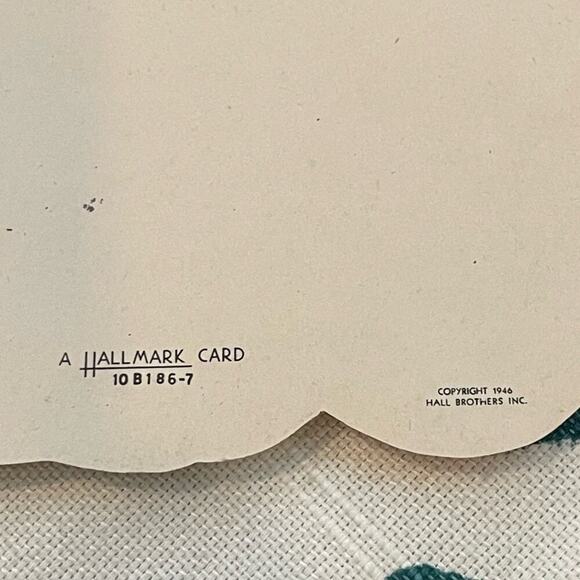 A HALLMARK CARD
10B186-7
COPYRIGHT 1946
HALL BROTHERS INC.